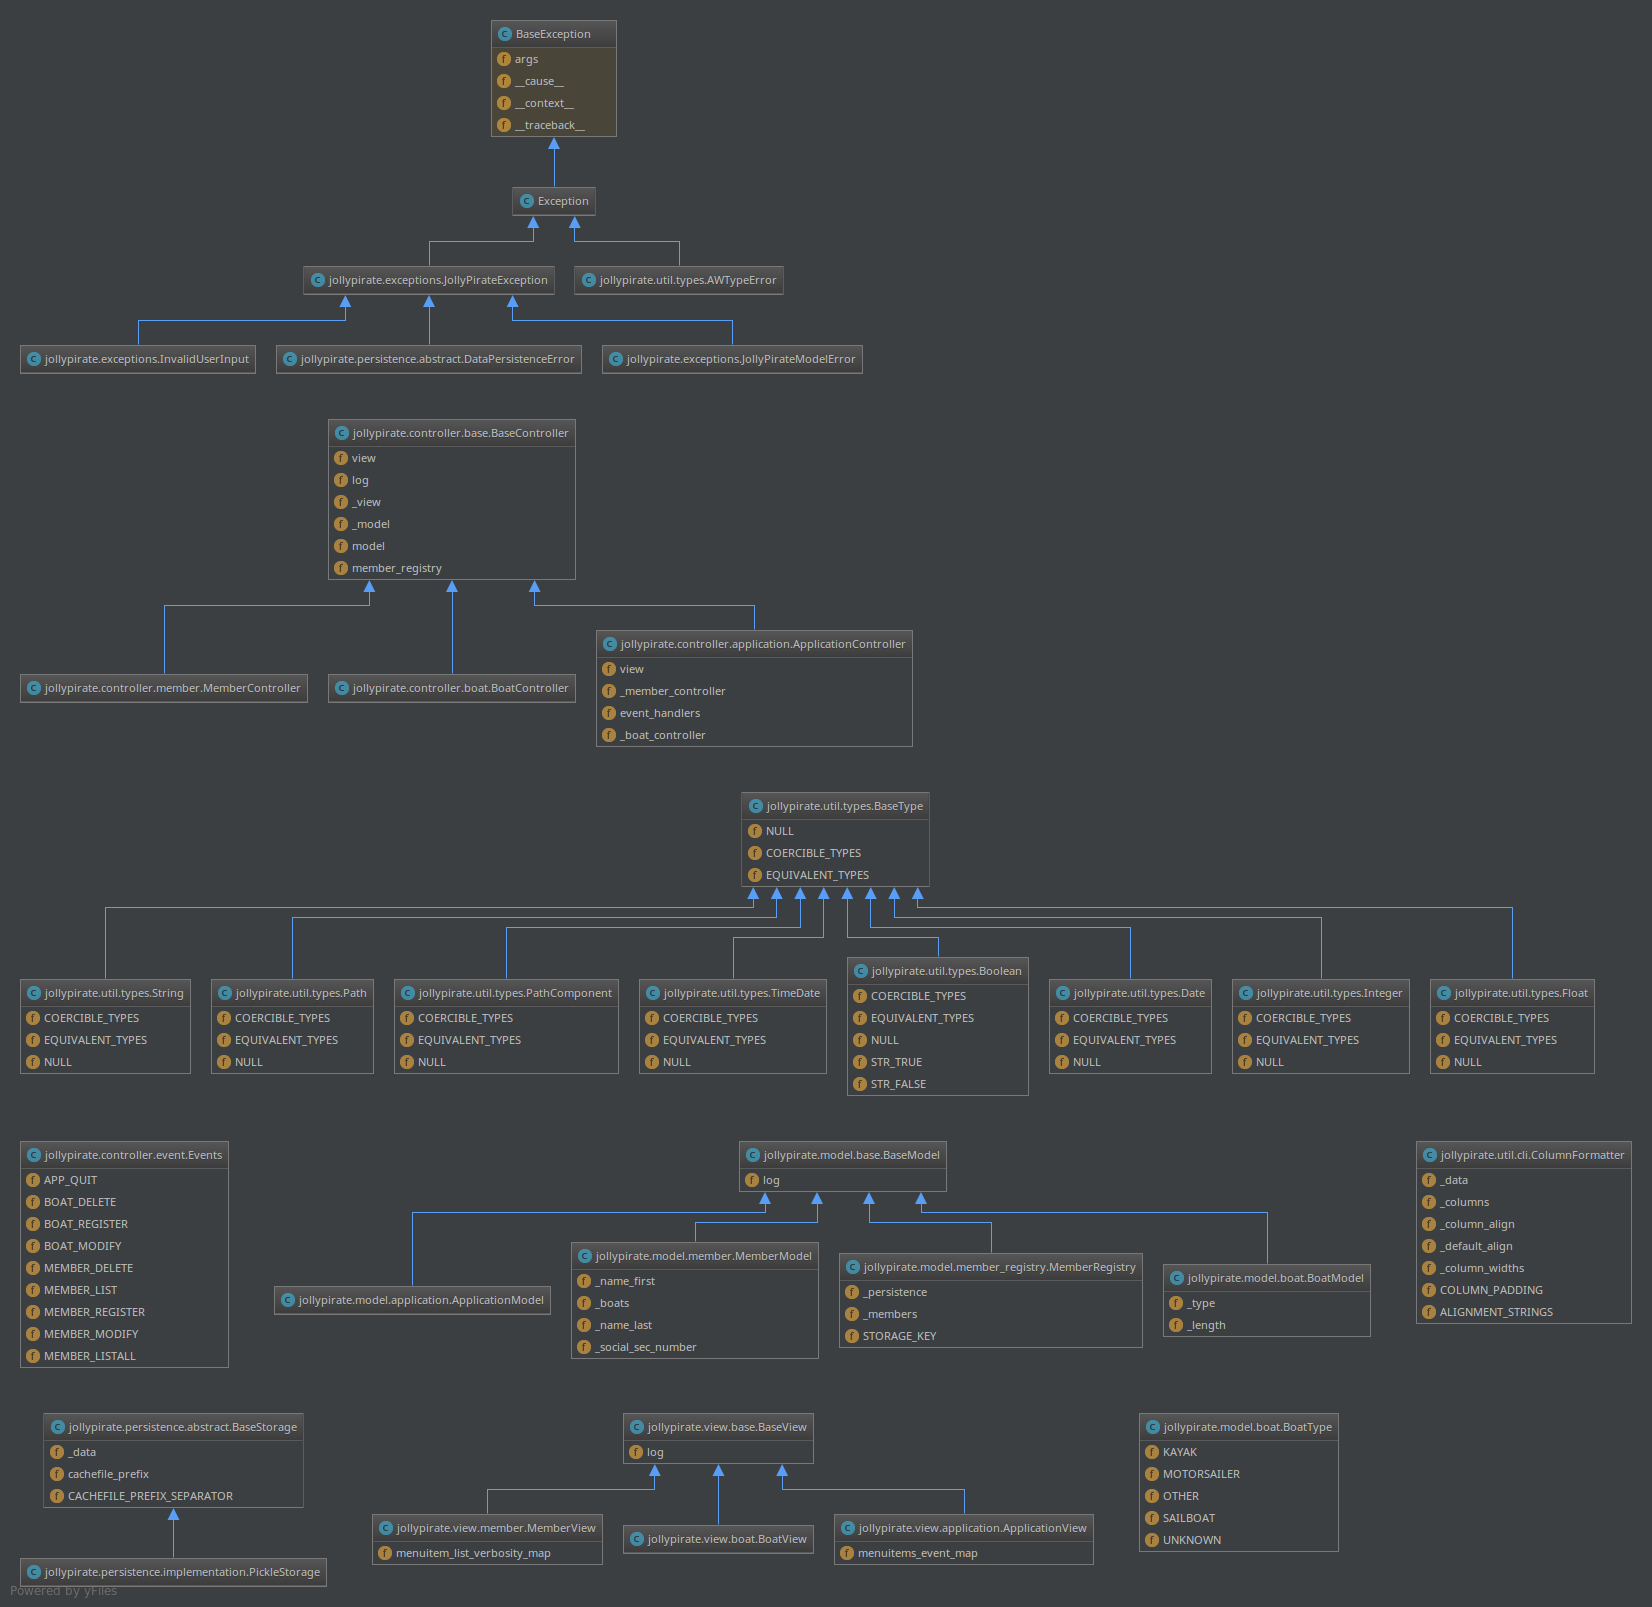 BaseException
args
__cause__
__context__
__traceback__
Exception
jollypirate.exceptions.JollyPirateException
jollypirate.util.types.AWTypeError
jollypirate.exceptions.InvalidUserInput
jollypirate.persistence.abstract.DataPersistenceError
jollypirate.exceptions.JollyPirateModelError
jollypirate.controller.base.BaseController
view
log
_view
_model
model
member_registry
jollypirate.controller.member.MemberController
jollypirate.controller.boat.BoatController
jollypirate.controller.application.ApplicationController
view
_member_controller
event_handlers
_boat_controller
jollypirate.util.types.BaseType
NULL
COERCIBLE_TYPES
EQUIVALENT_TYPES
jollypirate.util.types.String
COERCIBLE_TYPES
EQUIVALENT_TYPES
NULL
jollypirate.util.types.Path
COERCIBLE_TYPES
EQUIVALENT_TYPES
NULL
jollypirate.util.types.PathComponent
COERCIBLE_TYPES
EQUIVALENT_TYPES
NULL
jollypirate.util.types.TimeDate
COERCIBLE_TYPES
EQUIVALENT_TYPES
NULL
jollypirate.util.types.Boolean
COERCIBLE_TYPES
EQUIVALENT_TYPES
NULL
STR_TRUE
STR_FALSE
jollypirate.util.types.Date
COERCIBLE_TYPES
EQUIVALENT_TYPES
NULL
jollypirate.util.types.Integer
COERCIBLE_TYPES
EQUIVALENT_TYPES
NULL
jollypirate.util.types.Float
COERCIBLE_TYPES
EQUIVALENT_TYPES
NULL
jollypirate.controller.event.Events
APP_QUIT
BOAT_DELETE
BOAT_REGISTER
BOAT_MODIFY
MEMBER_DELETE
MEMBER_LIST
MEMBER_REGISTER
MEMBER_MODIFY
MEMBER_LISTALL
jollypirate.model.base.BaseModel
log
jollypirate.model.application.ApplicationModel
jollypirate.model.member.MemberModel
_name_first
_boats
_name_last
_social_sec_number
jollypirate.model.member_registry.MemberRegistry
_persistence
_members
STORAGE_KEY
jollypirate.model.boat.BoatModel
_type
_length
jollypirate.util.cli.ColumnFormatter
_data
_columns
_column_align
_default_align
_column_widths
COLUMN_PADDING
ALIGNMENT_STRINGS
jollypirate.persistence.abstract.BaseStorage
_data
cachefile_prefix
CACHEFILE_PREFIX_SEPARATOR
jollypirate.persistence.implementation.PickleStorage
jollypirate.view.base.BaseView
log
jollypirate.view.member.MemberView
menuitem_list_verbosity_map
jollypirate.view.boat.BoatView
jollypirate.view.application.ApplicationView
menuitems_event_map
jollypirate.model.boat.BoatType
KAYAK
MOTORSAILER
OTHER
SAILBOAT
UNKNOWN
Powered by yFiles